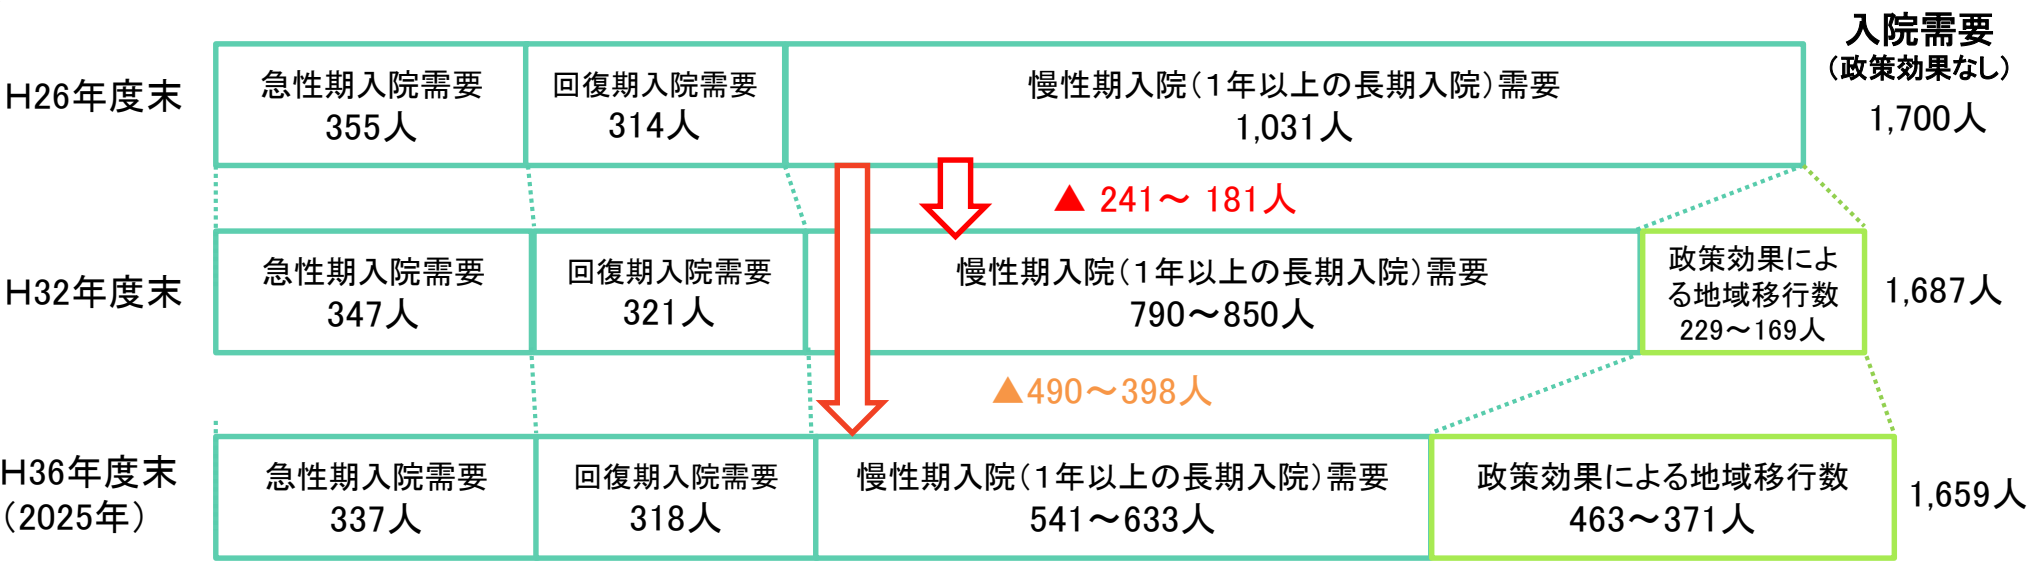 入院需要
(政策効果なし)
H26年度末
急性期入院需要
355人
回復期入院需要
314人
慢性期入院(１年以上の長期入院)需要
1,031人
1,700人
▲ 241～ 181人
H32年度末
急性期入院需要
347人
回復期入院需要
321人
慢性期入院(１年以上の長期入院)需要
790～850人
政策効果によ
る地域移行数
229～169人
1,687人
▲490～398人
H36年度末
(2025年)
急性期入院需要
337人
回復期入院需要
318人
慢性期入院(１年以上の長期入院)需要
541～633人
政策効果による地域移行数
463～371人
1,659人